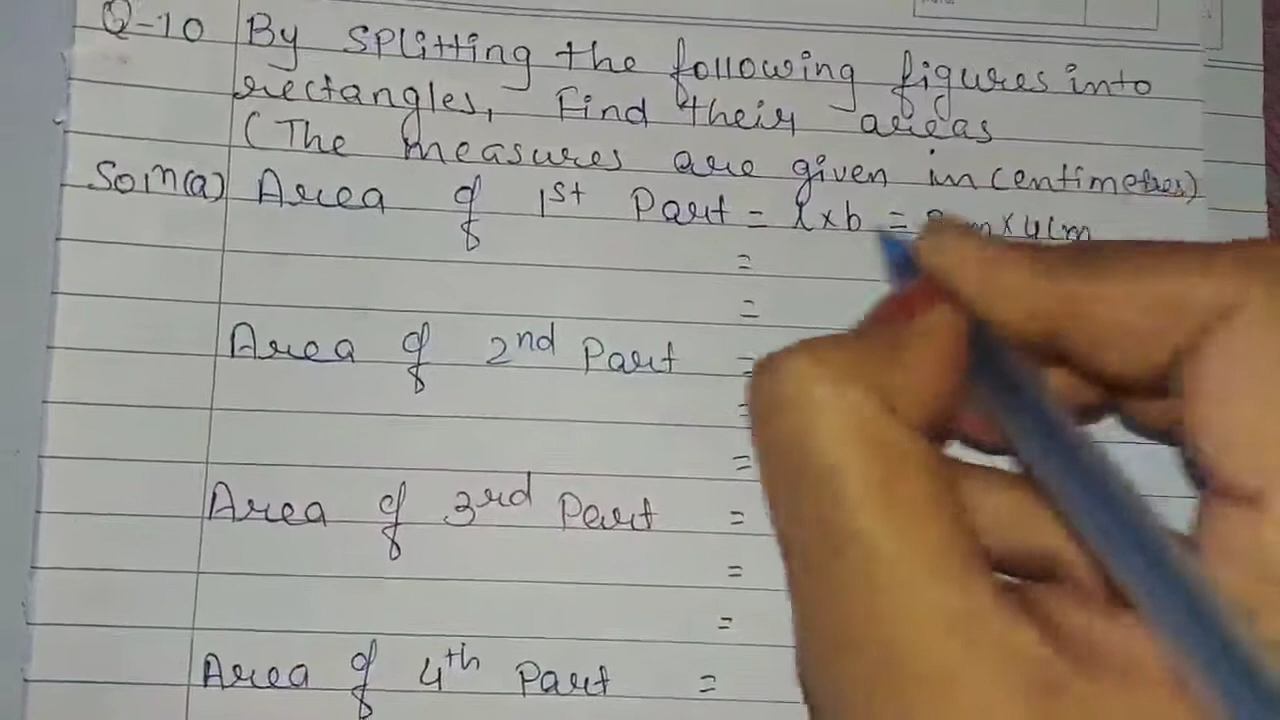 Q-10 By splitting the following figures into
rectangles, Find their areas
(The measures are given in centimetres)
Soln(a) Area of 1st Part = l×b = × 4cm
=
=
Area of 2nd Part =
=
=
Area of 3rd Part =
=
=
Area of 4th Part =